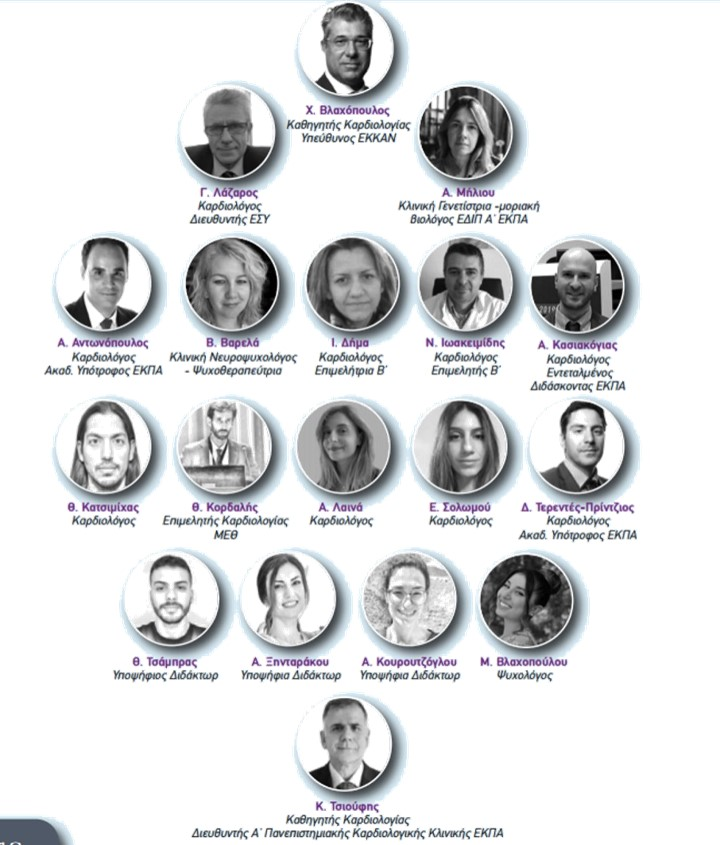 Χ. Βλαχόπουλος
Καθηγητής Καρδιολογίας
Υπεύθυνος ΕΚΚΑΝ
Γ. Λάζαρος
Καρδιολόγος
Διευθυντής ΕΣΥ
Α. Μήλιου
Κλινική Γενετίστρια -μοριακή
βιολόγος ΕΔΙΠ Α΄ ΕΚΠΑ
Α. Αντωνόπουλος
Καρδιολόγος
Ακαδ. Υπότροφος ΕΚΠΑ
Β. Βαρελά
Κλινική Νευροψυχολόγος
- Ψυχοθεραπεύτρια
Ι. Δήμα
Καρδιολόγος
Επιμελήτρια Β΄
Ν. Ιωακειμίδης
Καρδιολόγος
Επιμελητής Β΄
Α. Κασιακόγιας
Καρδιολόγος
Εντεταλμένος
Διδάσκοντας ΕΚΠΑ
Θ. Κατσιμίχας
Καρδιολόγος
Θ. Κορδαλής
Επιμελητής Καρδιολογίας
ΜΕΘ
Α. Λαινά
Καρδιολόγος
Ε. Σολωμού
Καρδιολόγος
Δ. Τερεντές-Πρίντζιος
Καρδιολόγος
Ακαδ. Υπότροφος ΕΚΠΑ
Θ. Τσάμπρας
Υποψήφιος Διδάκτωρ
Α. Ξηνταράκου
Υποψήφια Διδάκτωρ
Α. Κουρουτζόγλου
Υποψήφια Διδάκτωρ
Μ. Βλαχοπούλου
Ψυχολόγος
Κ. Τσιούφης
Καθηγητής Καρδιολογίας
Διευθυντής Α΄ Πανεπιστημιακής Καρδιολογικής Κλινικής ΕΚΠΑ